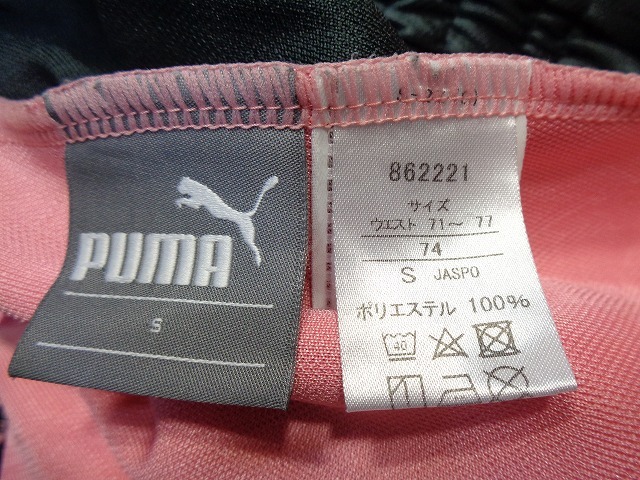 PUMA
S
862221
サイズ
ウエスト 71～ 77
74
S JASPO
ポリエステル 100%
40